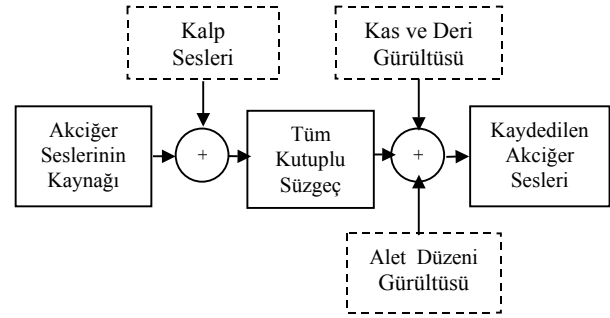 Kalp
Sesleri
Kas ve Deri
Gürültüsü
Akciğer
Seslerinin
Kaynağı
+
Tüm
Kutuplu
Süzgeç
+
Kaydedilen
Akciğer
Sesleri
Alet Düzeni
Gürültüsü